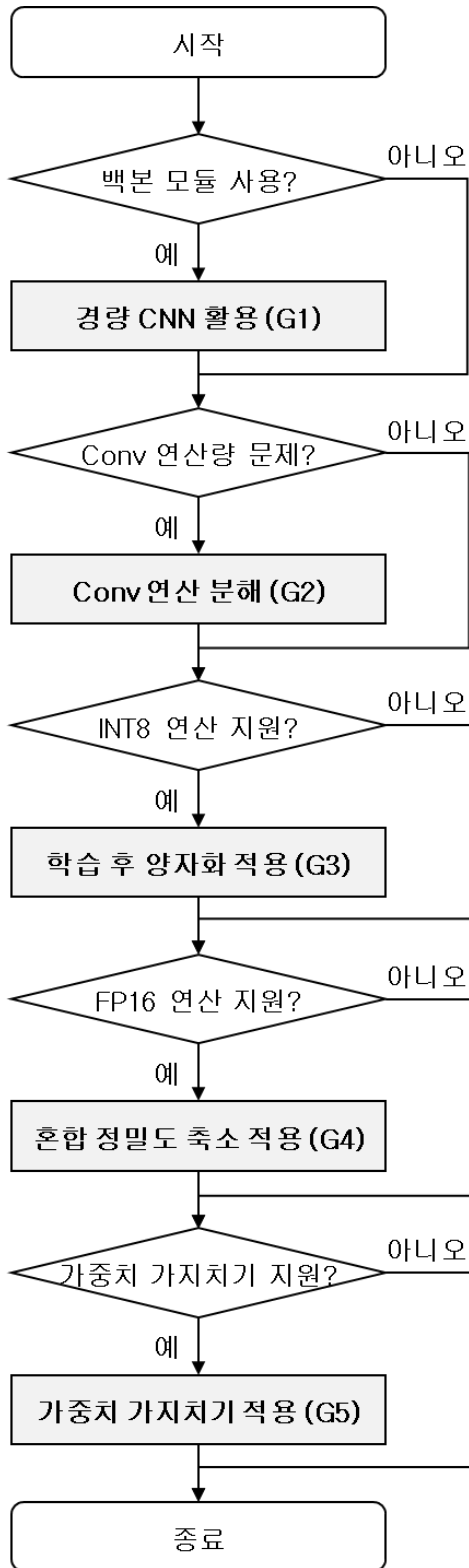 시작
백본 모듈 사용?
아니오
예
경량 CNN 활용 (G1)
Conv 연산량 문제?
아니오
예
Conv 연산 분해 (G2)
INT8 연산 지원?
아니오
예
학습 후 양자화 적용 (G3)
FP16 연산 지원?
아니오
예
혼합 정밀도 축소 적용 (G4)
가중치 가지치기 지원?
아니오
예
가중치 가지치기 적용 (G5)
종료